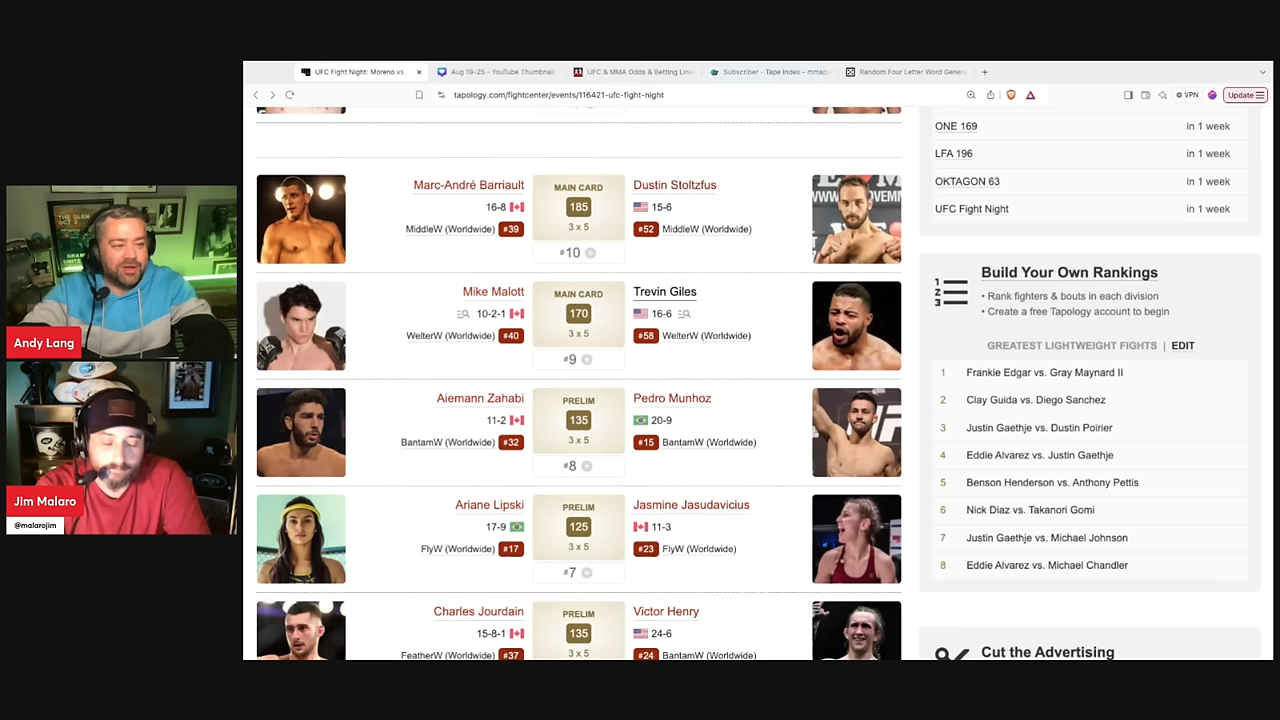 UFC Fight Night: Moreno vs.
Aug 19-25 - YouTube Thumbnail
UFC & MMA Odds & Betting Line
Subscriber - Tape Index - mmap
Random Four Letter Word Gener
tapology.com/fightcenter/events/116421-ufc-fight-night
VPN
Update
Marc-André Barriault
16-8
MiddleW (Worldwide) #39
MAIN CARD
185
3 x 5
#10
Dustin Stoltzfus
15-6
#52 MiddleW (Worldwide)
Mike Malott
10-2-1
WelterW (Worldwide) #40
MAIN CARD
170
3 x 5
#9
Trevin Giles
16-6
#58 WelterW (Worldwide)
Aiemann Zahabi
11-2
BantamW (Worldwide) #32
PRELIM
135
3 x 5
#8
Pedro Munhoz
20-9
#15 BantamW (Worldwide)
Ariane Lipski
17-9
FlyW (Worldwide) #17
PRELIM
125
3 x 5
#7
Jasmine Jasudavicius
11-3
#23 FlyW (Worldwide)
Charles Jourdain
15-8-1
FeatherW (Worldwide) #37
PRELIM
135
3 x 5
Victor Henry
24-6
#24 BantamW (Worldwide)
ONE 169 in 1 week
LFA 196 in 1 week
OKTAGON 63 in 1 week
UFC Fight Night in 1 week
Build Your Own Rankings
• Rank fighters & bouts in each division
• Create a free Tapology account to begin
GREATEST LIGHTWEIGHT FIGHTS | EDIT
1 Frankie Edgar vs. Gray Maynard II
2 Clay Guida vs. Diego Sanchez
3 Justin Gaethje vs. Dustin Poirier
4 Eddie Alvarez vs. Justin Gaethje
5 Benson Henderson vs. Anthony Pettis
6 Nick Diaz vs. Takanori Gomi
7 Justin Gaethje vs. Michael Johnson
8 Eddie Alvarez vs. Michael Chandler
Cut the Advertising
Andy Lang
Jim Malaro
@malarojim